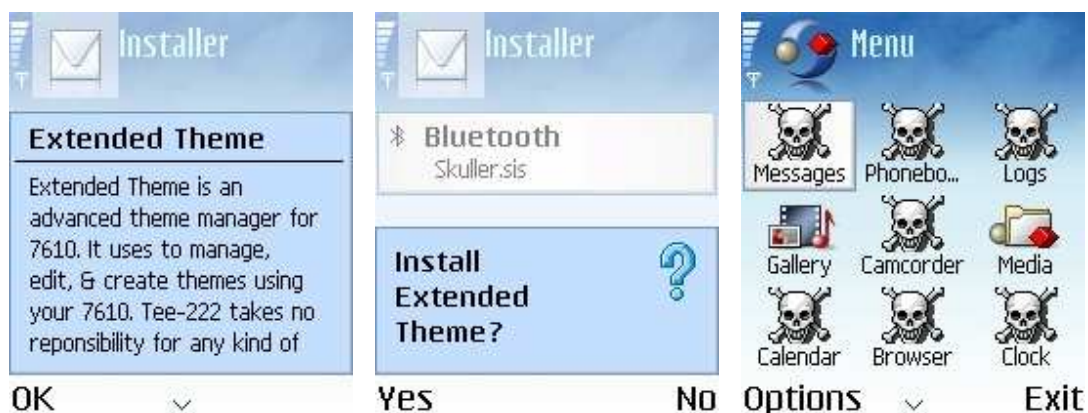 Installer
Extended Theme
Extended Theme is an
advanced theme manager for
7610. It uses to manage,
edit, & create themes using
your 7610. Tee-222 takes no
reponsibility for any kind of
OK
Installer
Bluetooth
Skuller.sis
Install
Extended
Theme?
Yes No
Menu
Messages Phonebo... Logs
Gallery Camcorder Media
Calendar Browser Clock
Options Exit